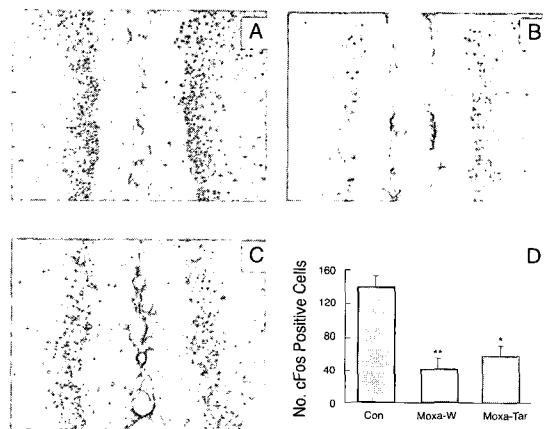 A
B
C
D
No. cFos Positive Cells
160
120
80
40
0
**
*
Con
Moxa-W
Moxa-Tar